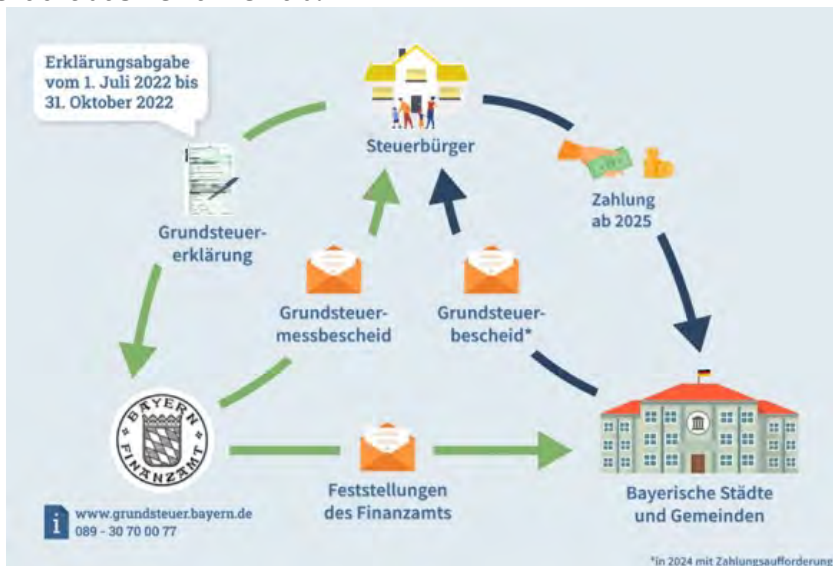 Erklärungsabgabe
vom 1. Juli 2022 bis
31. Oktober 2022
Steuerbürger
Zahlung
ab 2025
Grundsteuer-
erklärung
Grundsteuer-
messbescheid
Grundsteuer-
bescheid*
BAYERN
FINANZAMT
Feststellungen
des Finanzamts
Bayerische Städte
und Gemeinden
i
www.grundsteuer.bayern.de
089 - 30 70 00 77
*in 2024 mit Zahlungsaufforderung